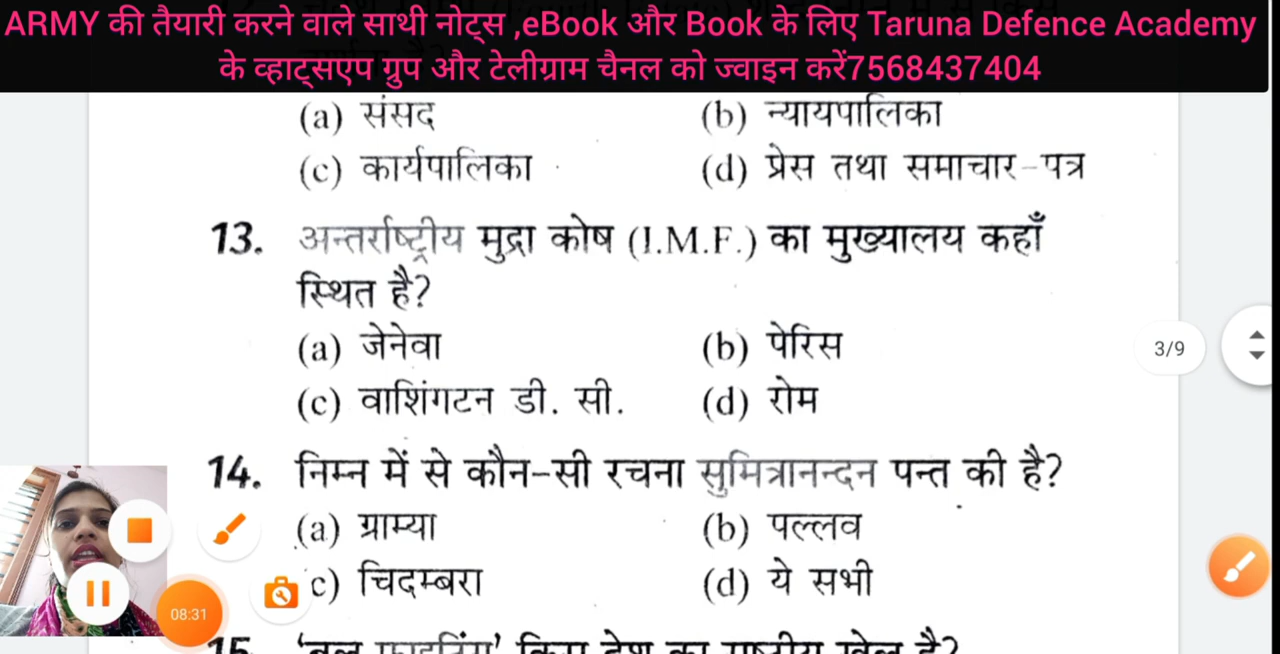 ARMY की तैयारी करने वाले साथी नोट्स ,eBook और Book के लिए Taruna Defence Academy
के व्हाट्सएप ग्रुप और टेलीग्राम चैनल को ज्वाइन करें7568437404
(a) संसद (b) न्यायपालिका
(c) कार्यपालिका (d) प्रेस तथा समाचार-पत्र
13. अन्तर्राष्ट्रीय मुद्रा कोष (I.M.F.) का मुख्यालय कहाँ
स्थित है?
(a) जेनेवा (b) पेरिस
3/9
(c) वाशिंगटन डी. सी. (d) रोम
14. निम्न में से कौन-सी रचना सुमित्रानन्दन पन्त की है?
(a) ग्राम्या (b) पल्लव
c) चिदम्बरा (d) ये सभी
08:31
15. किस देश का राष्ट्रीय खेल है?